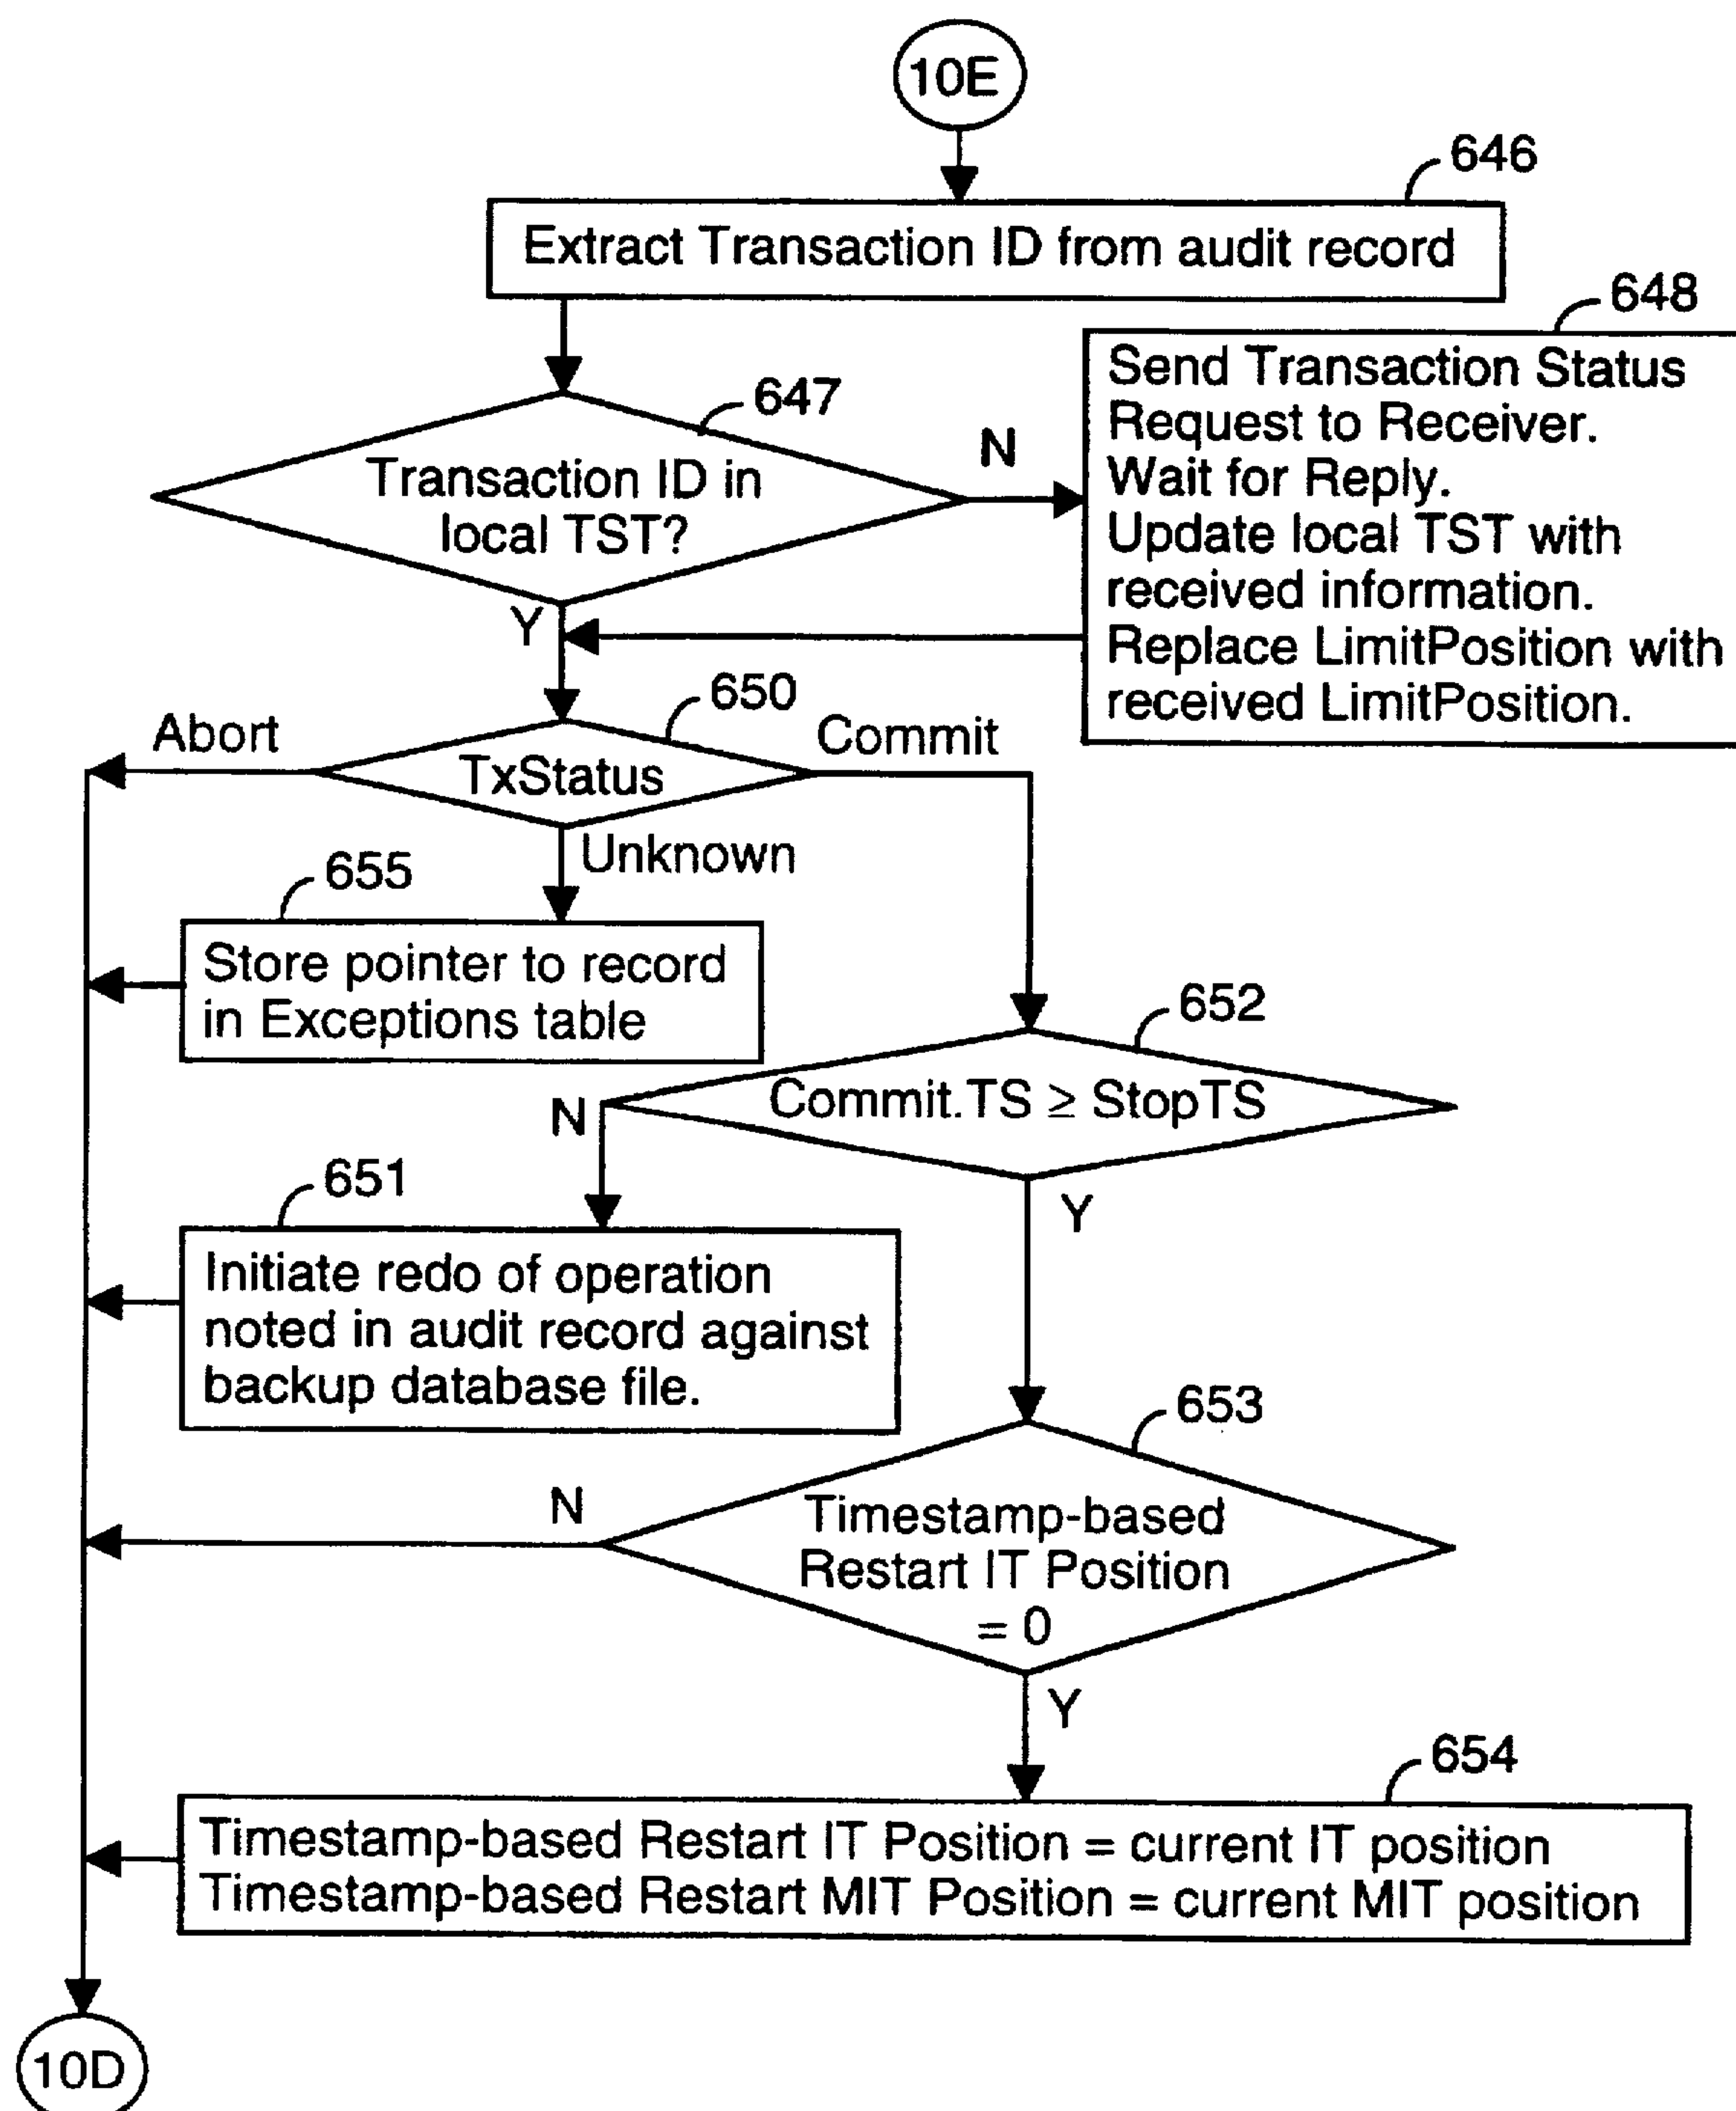 10E
646
Extract Transaction ID from audit record
648
Send Transaction Status
Request to Receiver.
Wait for Reply.
Update local TST with
received information.
Replace LimitPosition with
received LimitPosition.
647
Transaction ID in
local TST?
N
Y
650
Abort
TxStatus
Commit
Unknown
655
Store pointer to record
in Exceptions table
652
Commit.TS ≥ StopTS
N
Y
651
Initiate redo of operation
noted in audit record against
backup database file.
653
Timestamp-based
Restart IT Position
= 0
N
Y
654
Timestamp-based Restart IT Position = current IT position
Timestamp-based Restart MIT Position = current MIT position
10D